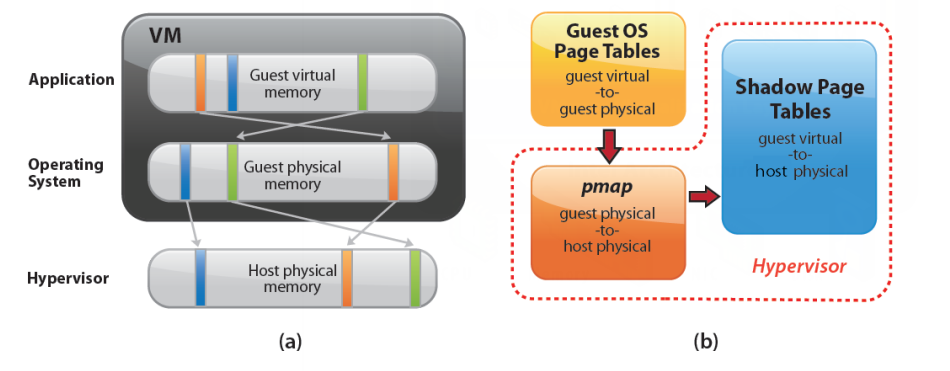 VM
Application
Guest virtual
memory
Operating
System
Guest physical
memory
Hypervisor
Host physical
memory
(a)
Guest OS
Page Tables
guest virtual
-to-
guest physical
pmap
guest physical
-to-
host physical
Shadow Page
Tables
guest virtual
-to-
host physical
Hypervisor
(b)